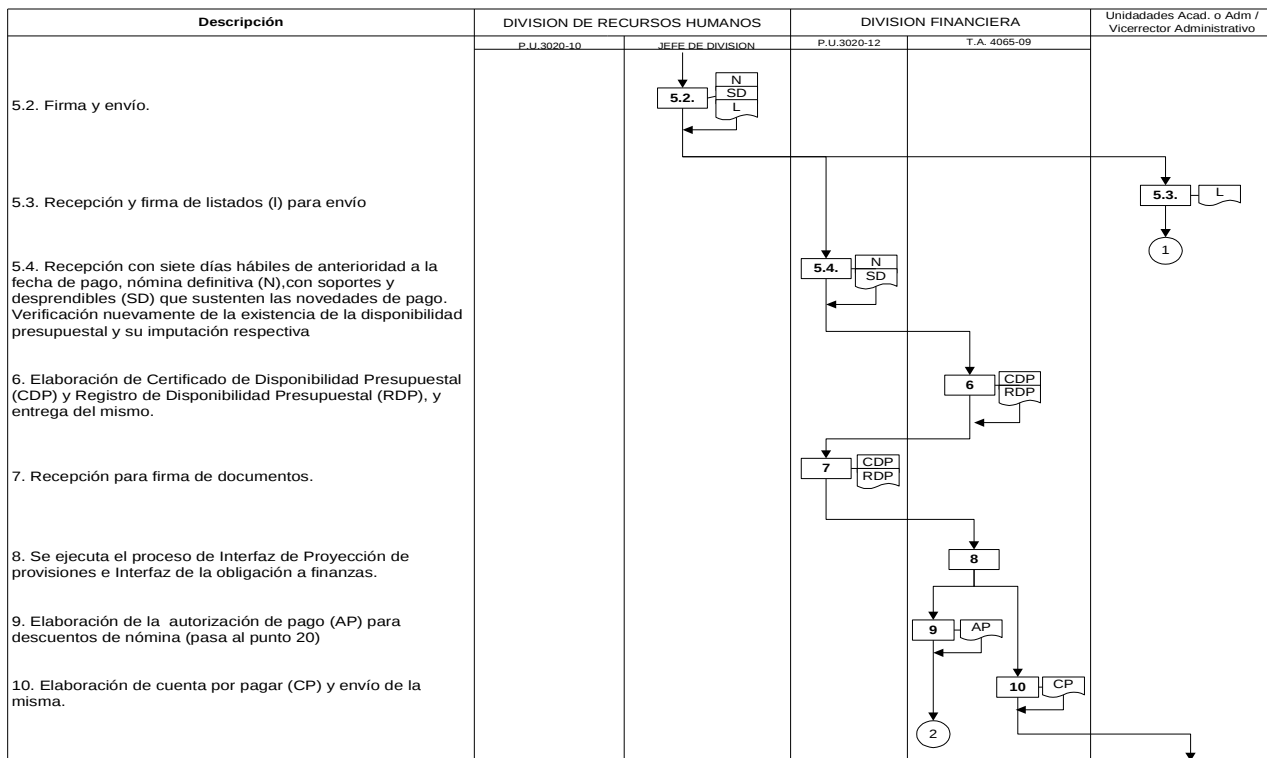 Descripción
DIVISION DE RECURSOS HUMANOS
DIVISION FINANCIERA
Unidadades Acad. o Adm /
Vicerrector Administrativo
P.U.3020-10
JEFE DE DIVISION
P.U.3020-12
T.A. 4065-09
5.2. Firma y envío.
5.2.
N
SD
L
5.3. Recepción y firma de listados (l) para envío
5.3.
L
1
5.4. Recepción con siete días hábiles de anterioridad a la
fecha de pago, nómina definitiva (N),con soportes y
desprendibles (SD) que sustenten las novedades de pago.
Verificación nuevamente de la existencia de la disponibilidad
presupuestal y su imputación respectiva
5.4.
N
SD
6. Elaboración de Certificado de Disponibilidad Presupuestal
(CDP) y Registro de Disponibilidad Presupuestal (RDP), y
entrega del mismo.
6
CDP
RDP
7. Recepción para firma de documentos.
7
CDP
RDP
8. Se ejecuta el proceso de Interfaz de Proyección de
provisiones e Interfaz de la obligación a finanzas.
8
9. Elaboración de la  autorización de pago (AP) para
descuentos de nómina (pasa al punto 20)
9
AP
10. Elaboración de cuenta por pagar (CP) y envío de la
misma.
10
CP
2